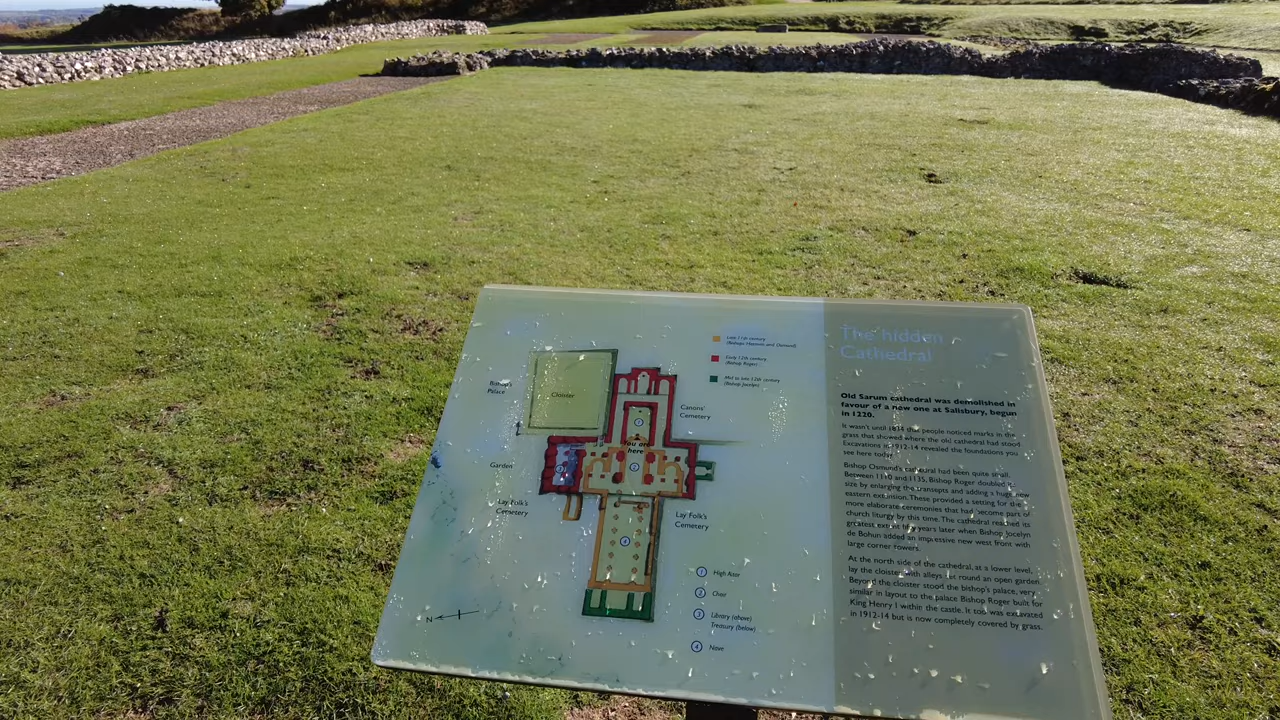 Late 11th century
(Bishops Herman and Osmund)
Early 12th century
(Bishop Roger)
Mid to late 12th century
(Bishop Jocelyn)
Bishop's
Palace
Cloister
Canons'
Cemetery
You are
here
1
2
3
Garden
Lay Folk's
Cemetery
Lay Folk's
Cemetery
4
N
1 High Altar
2 Choir
3 Library (above)
Treasury (below)
4 Nave
The hidden
Cathedral
Old Sarum cathedral was demolished in
favour of a new one at Salisbury, begun
in 1220.
It wasn't until 1834 that people noticed marks in the
grass that showed where the old cathedral had stood.
Excavations in 1912-14 revealed the foundations you
see here today.
Bishop Osmund's cathedral had been quite small.
Between 1110 and 1135, Bishop Roger doubled its
size by enlarging the transepts and adding a huge new
eastern extension. These provided a setting for the
more elaborate ceremonies that had become part of
church liturgy by this time. The cathedral reached its
greatest extent fifty years later when Bishop Jocelyn
de Bohun added an impressive new west front with
large corner towers.
At the north side of the cathedral, at a lower level,
lay the cloister with alleys set round an open garden.
Beyond the cloister stood the bishop's palace, very
similar in layout to the palace Bishop Roger built for
King Henry I within the castle. It too was excavated
in 1912-14 but is now completely covered by grass.